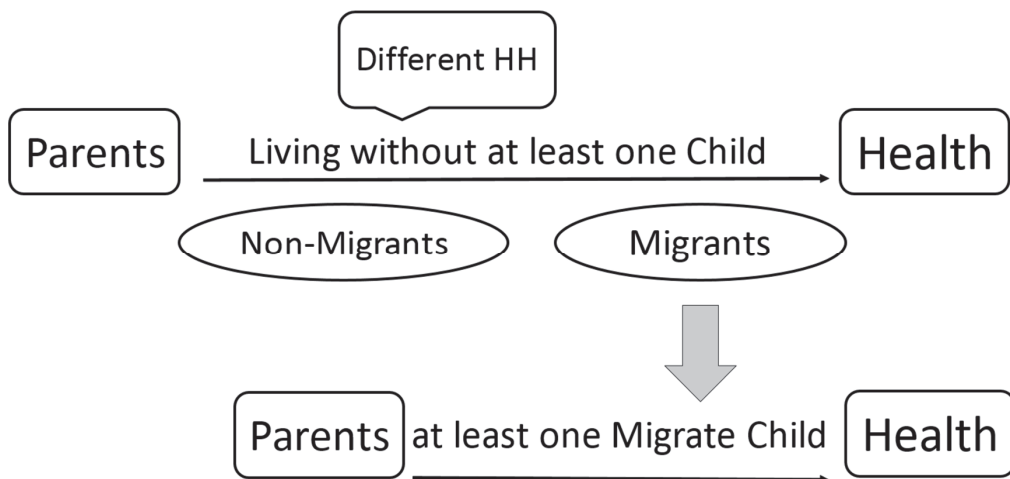 Different HH
Parents Living without at least one Child Health
Non-Migrants Migrants
Parents at least one Migrate Child Health